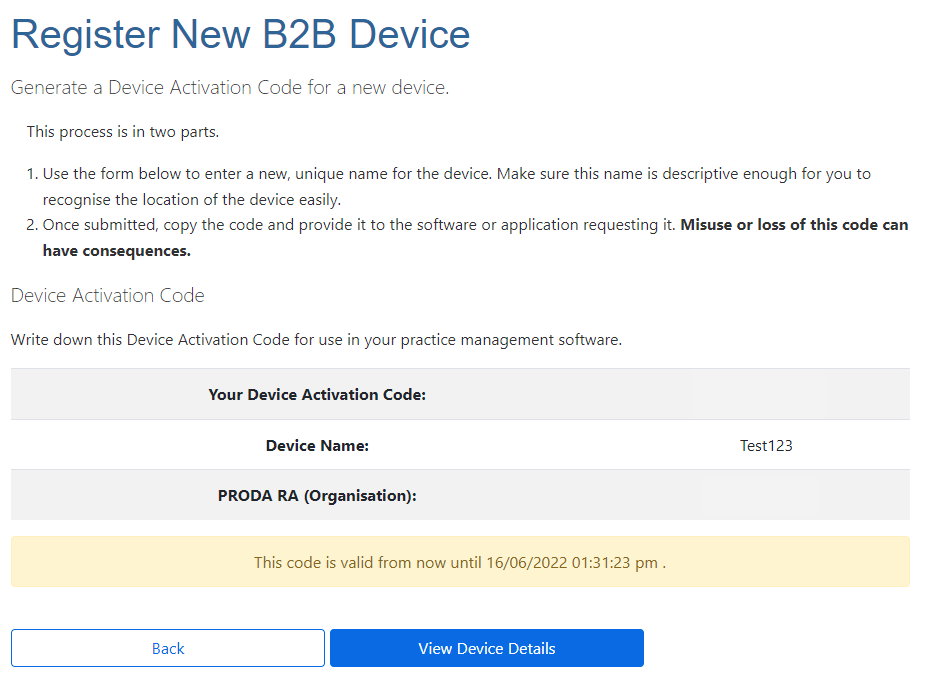 Register New B2B Device
Generate a Device Activation Code for a new device.
This process is in two parts.
1. Use the form below to enter a new, unique name for the device. Make sure this name is descriptive enough for you to
recognise the location of the device easily.
2. Once submitted, copy the code and provide it to the software or application requesting it. Misuse or loss of this code can
have consequences.
Device Activation Code
Write down this Device Activation Code for use in your practice management software.
Your Device Activation Code:
Device Name: Test123
PRODA RA (Organisation):
This code is valid from now until 16/06/2022 01:31:23 pm .
Back View Device Details